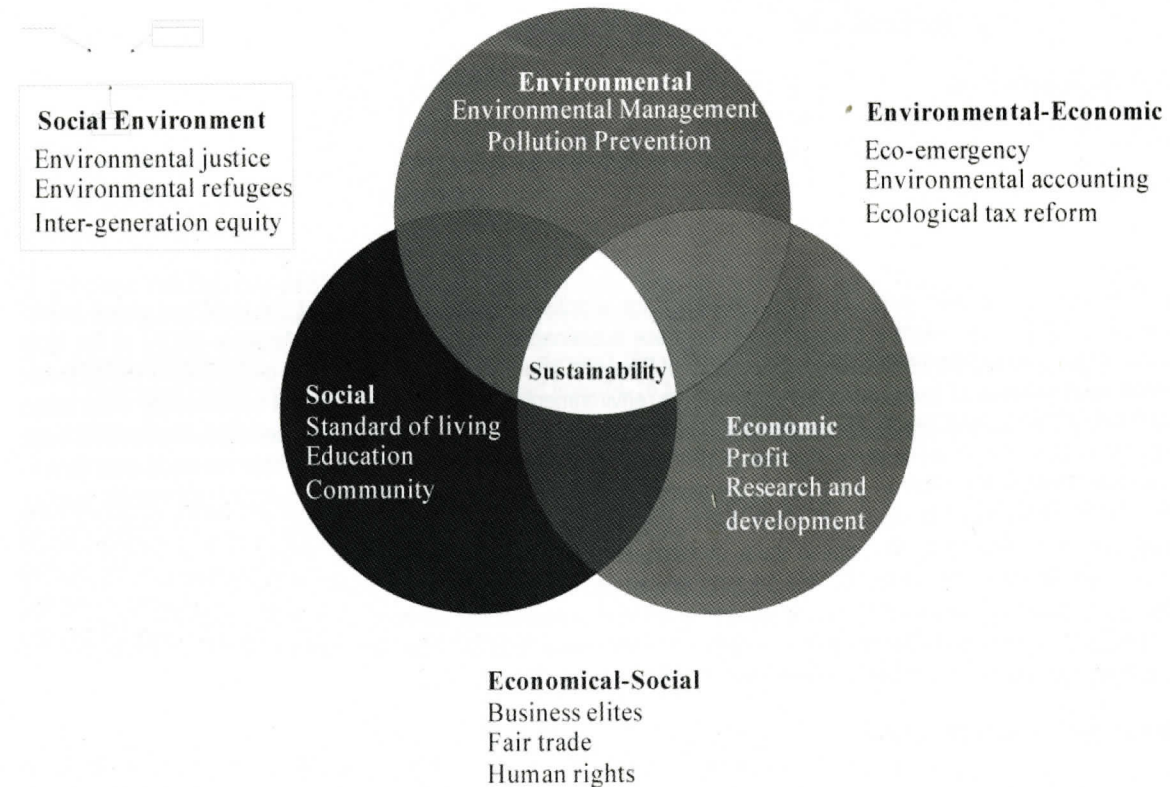 Environmental
Environmental Management
Pollution Prevention
Social Environment
Environmental justice
Environmental refugees
Inter-generation equity
Environmental-Economic
Eco-emergency
Environmental accounting
Ecological tax reform
Sustainability
Social
Standard of living
Education
Community
Economic
Profit
Research and
development
Economical-Social
Business elites
Fair trade
Human rights